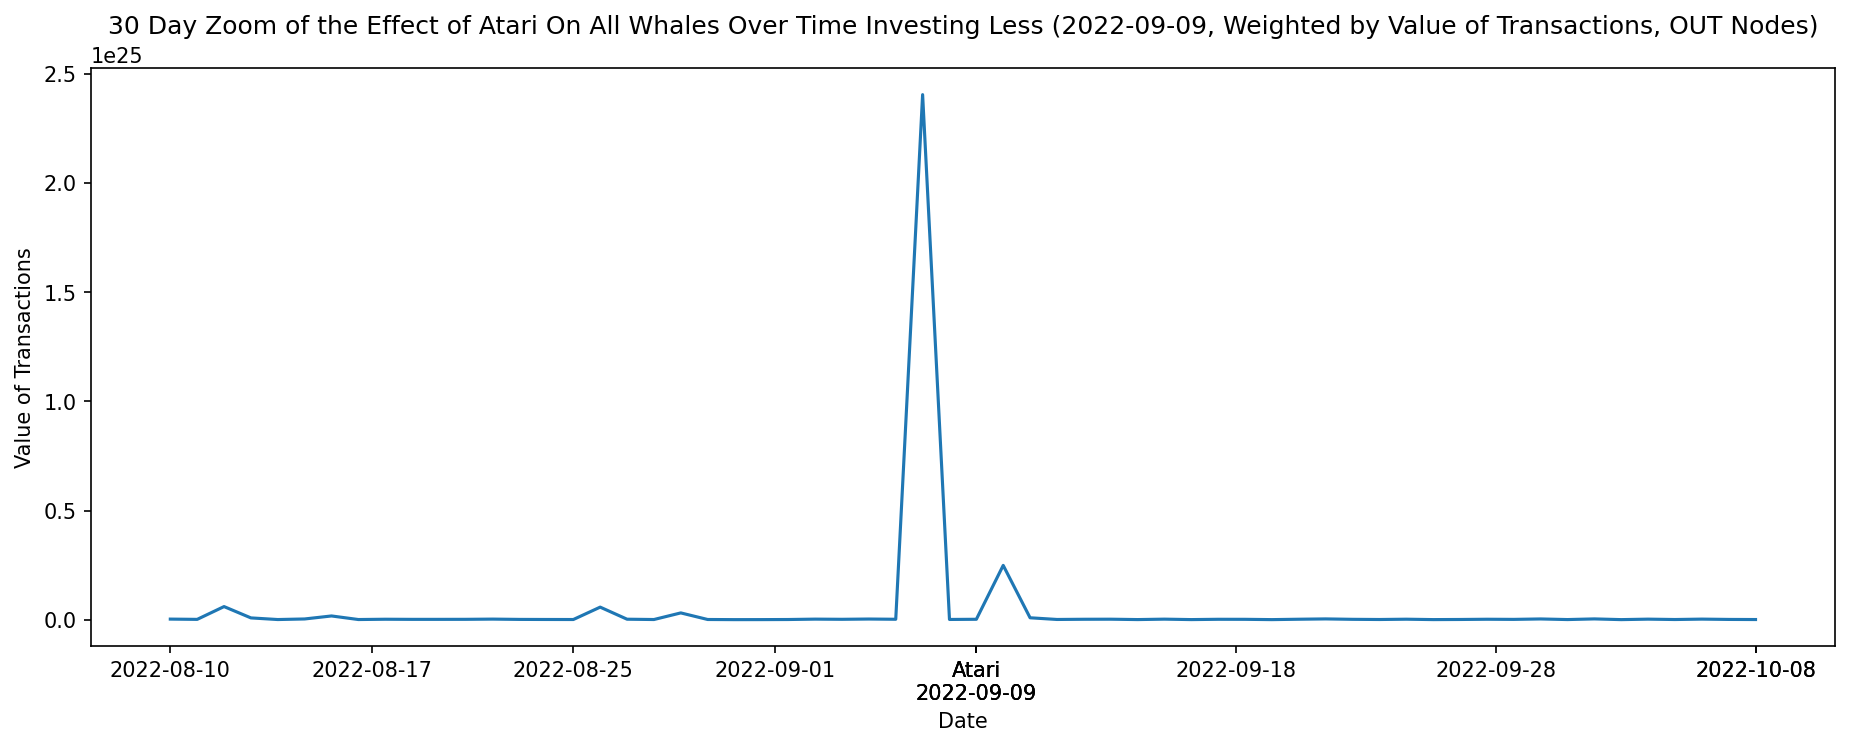 30 Day Zoom of the Effect of Atari On All Whales Over Time Investing Less (2022-09-09, Weighted by Value of Transactions, OUT Nodes)
1e25
2.5
2.0
1.5
1.0
0.5
0.0
Value of Transactions
2022-08-10 2022-08-17 2022-08-25 2022-09-01 Atari 2022-09-18 2022-09-28 2022-10-08
2022-09-09
Date